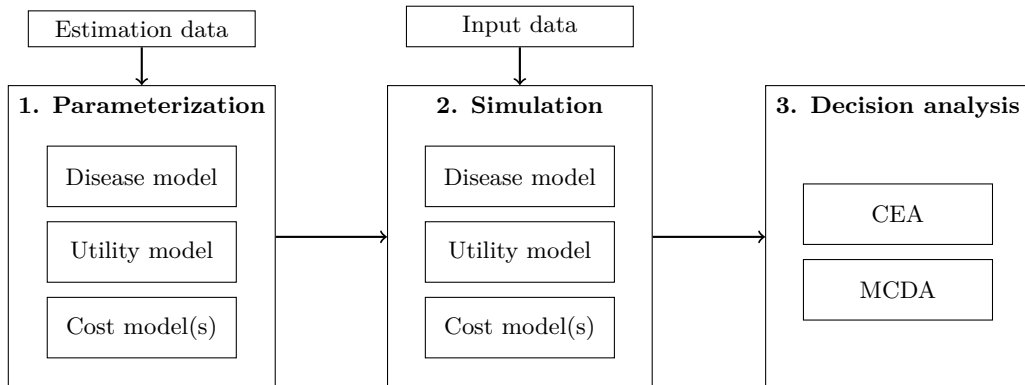 Estimation data
Input data
1. Parameterization
Disease model
Utility model
Cost model(s)
2. Simulation
Disease model
Utility model
Cost model(s)
3. Decision analysis
CEA
MCDA